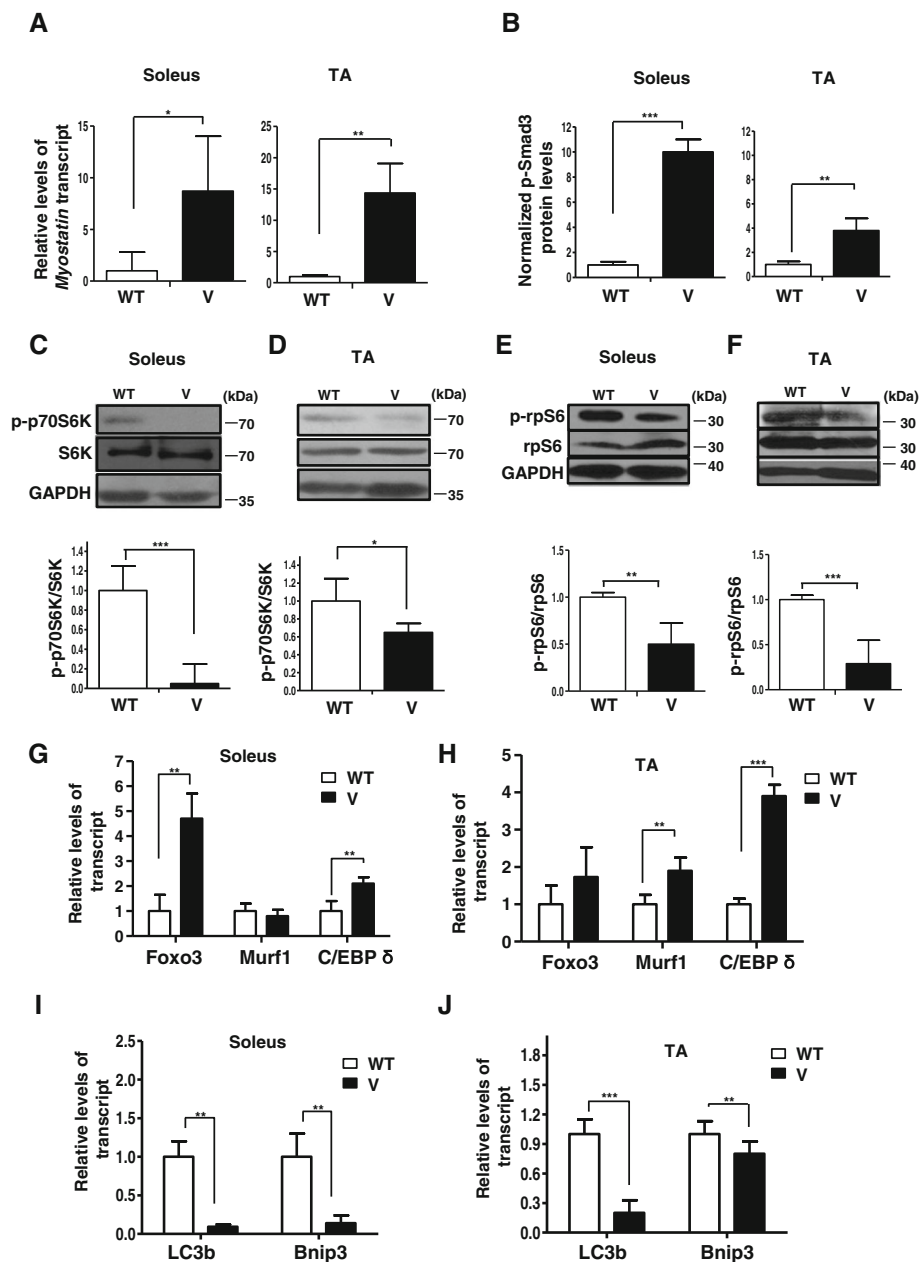 A
B
Soleus
TA
Soleus
TA
Relative levels of
Myostatin transcript
15
10
5
0
*
WT
V
25
20
15
10
5
0
**
WT
V
Normalized p-Smad3
protein levels
12
10
8
6
4
2
0
***
WT
V
12
10
8
6
4
2
0
**
WT
V
C
D
E
F
Soleus
TA
Soleus
TA
WT
V
(kDa)
p-p70S6K
70
S6K
70
GAPDH
35
WT
V
(kDa)
70
70
35
WT
V
(kDa)
p-rpS6
30
rpS6
30
GAPDH
40
WT
V
(kDa)
30
30
40
p-p70S6K/S6K
1.4
1.2
1.0
0.8
0.6
0.4
0.2
0.0
***
WT
V
p-p70S6K/S6K
1.4
1.2
1.0
0.8
0.6
0.4
0.2
0.0
*
WT
V
p-rpS6/rpS6
1.5
1.0
0.5
0.0
**
WT
V
p-rpS6/rpS6
1.5
1.0
0.5
0.0
***
WT
V
G
Soleus
Relative levels of
transcript
7
6
5
4
3
2
1
0
**
**
WT
V
Foxo3
Murf1
C/EBP δ
H
TA
Relative levels of
transcript
5
4
3
2
1
0
**
***
WT
V
Foxo3
Murf1
C/EBP δ
I
Soleus
Relative levels of
transcript
2.5
2.0
1.5
1.0
0.5
0.0
**
**
WT
V
LC3b
Bnip3
J
TA
Relative levels of
transcript
1.8
1.5
1.2
0.9
0.6
0.3
0.0
***
**
WT
V
LC3b
Bnip3